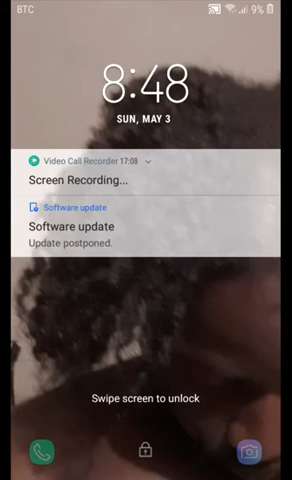 BTC 9%
8:48
SUN, MAY 3
Video Call Recorder 17:08
Screen Recording...
Software update
Software update
Update postponed.
Swipe screen to unlock